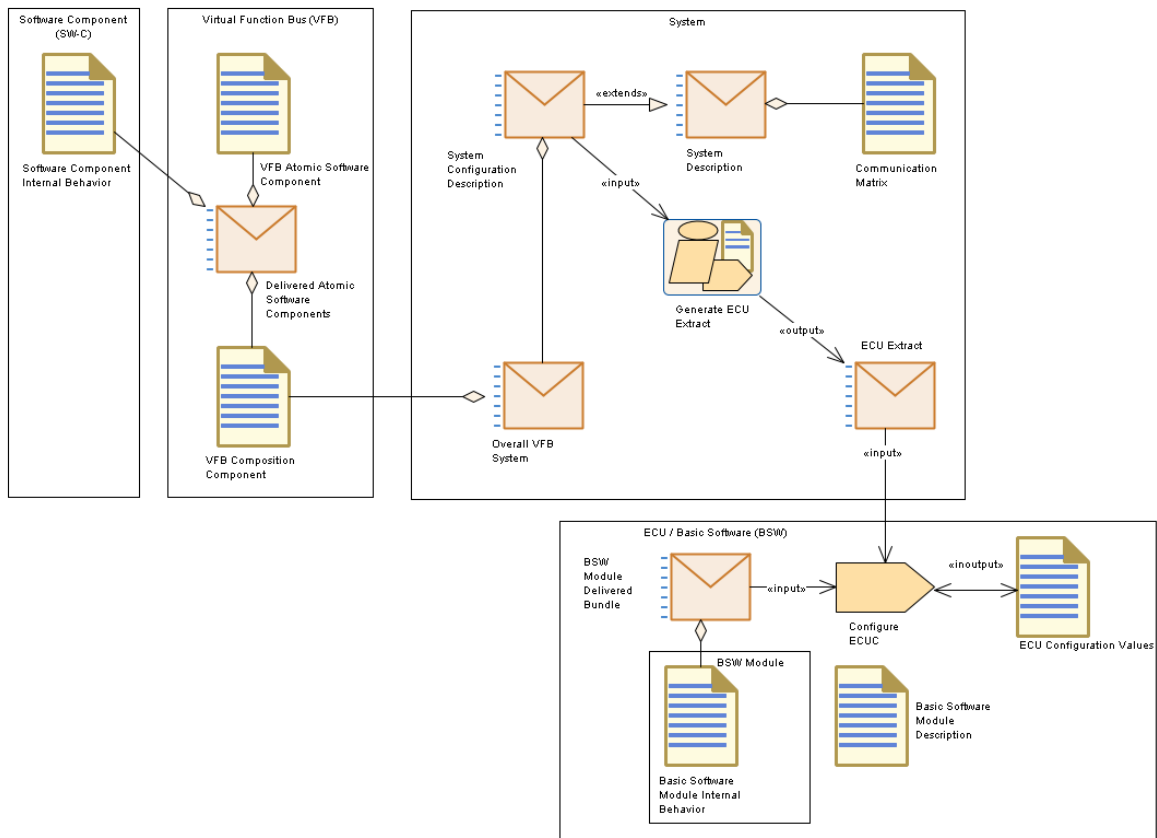 Software Component
(SW-C)
Software Component
Internal Behavior
Virtual Function Bus (VFB)
VFB Atomic Software
Component
Delivered Atomic
Software
Components
VFB Composition
Component
System
System
Configuration
Description
«extends»
System
Description
Communication
Matrix
«input»
Generate ECU
Extract
«output»
ECU Extract
Overall VFB
System
«input»
ECU / Basic Software (BSW)
BSW
Module
Delivered
Bundle
«input»
Configure
ECUC
«inoutput»
ECU Configuration Values
BSW Module
Basic Software
Module Internal
Behavior
Basic Software
Module
Description